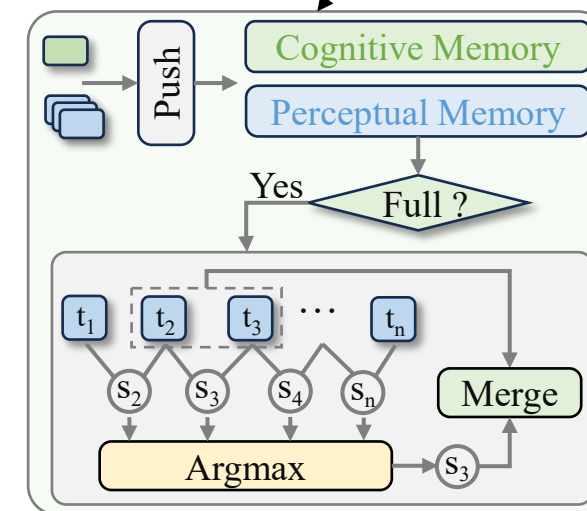 Push
Cognitive Memory
Perceptual Memory
Yes
Full ?
t₁
t₂
t₃
...
tₙ
s₂
s₃
s₄
sₙ
Merge
Argmax
s₃